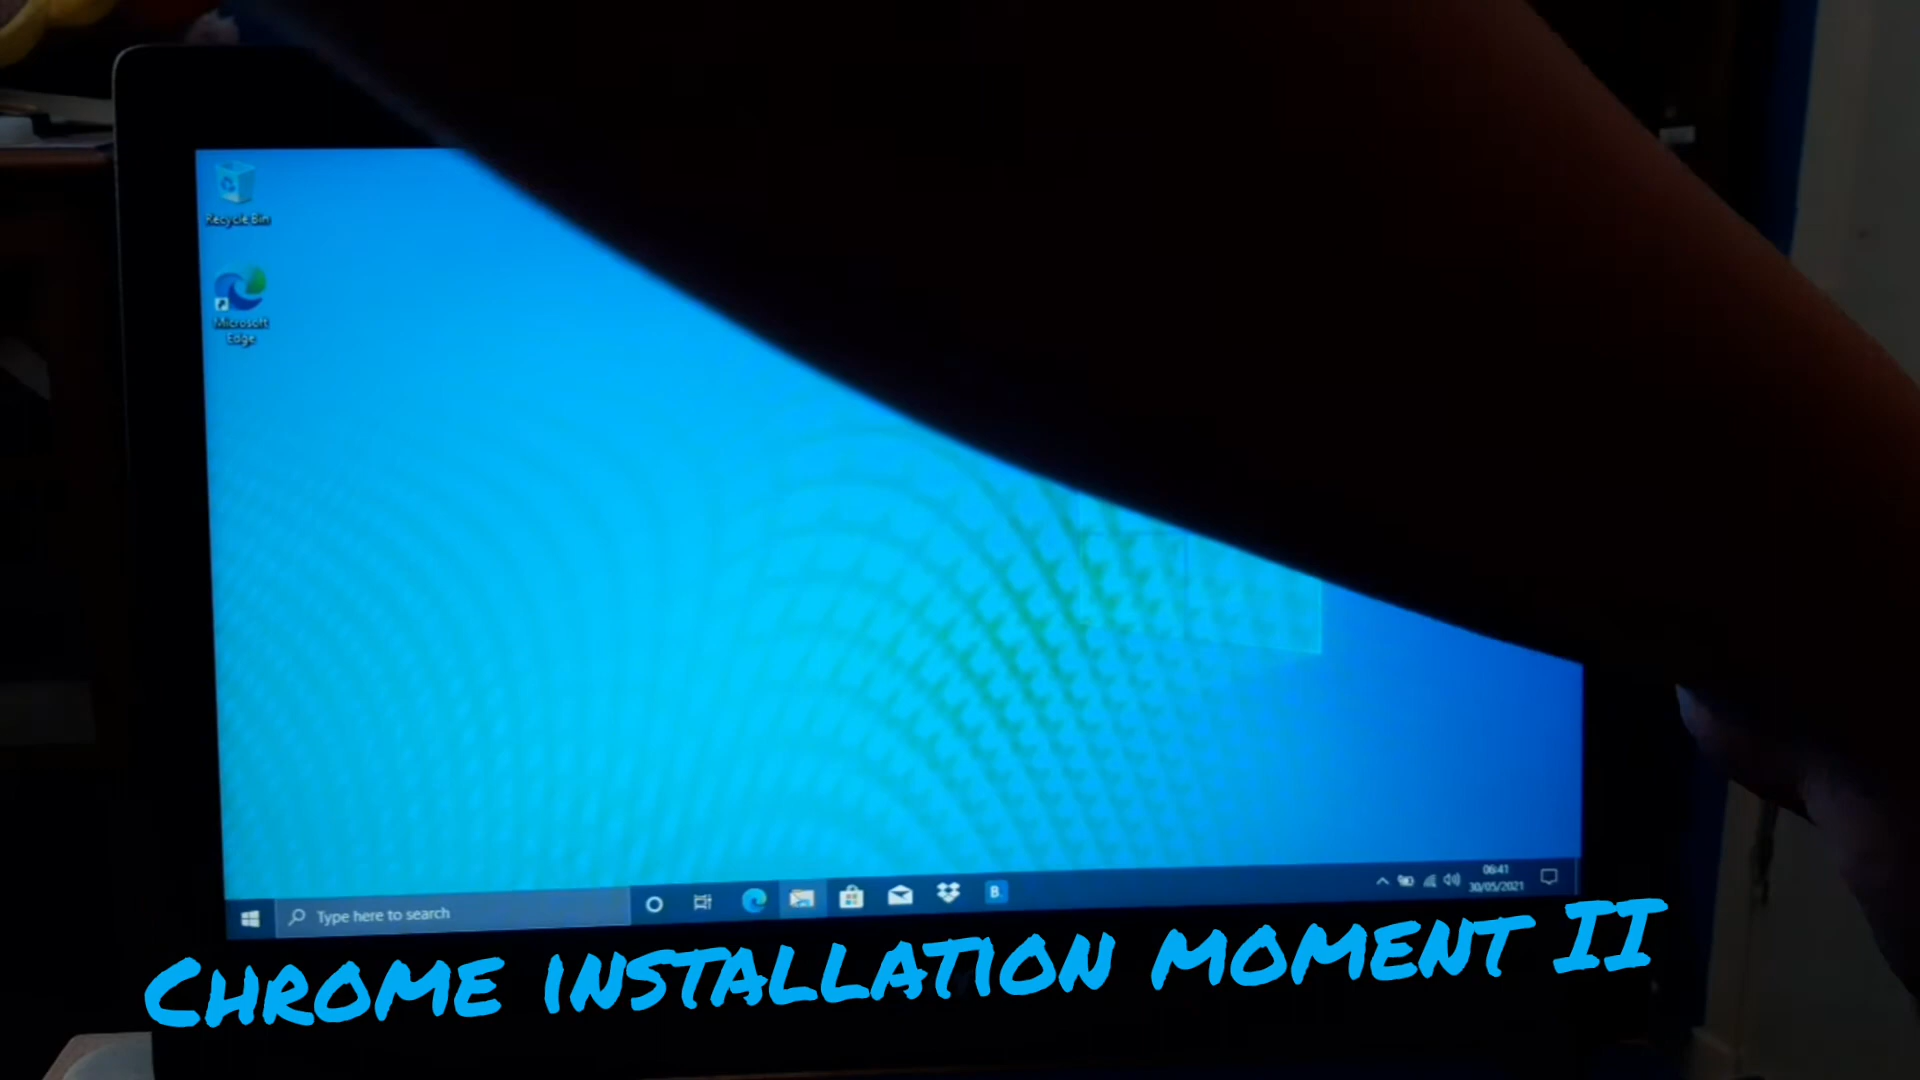 Recycle Bin
Microsoft
Edge
Type here to search
B.
06:41
30/05/2021
CHROME INSTALLATION MOMENT II